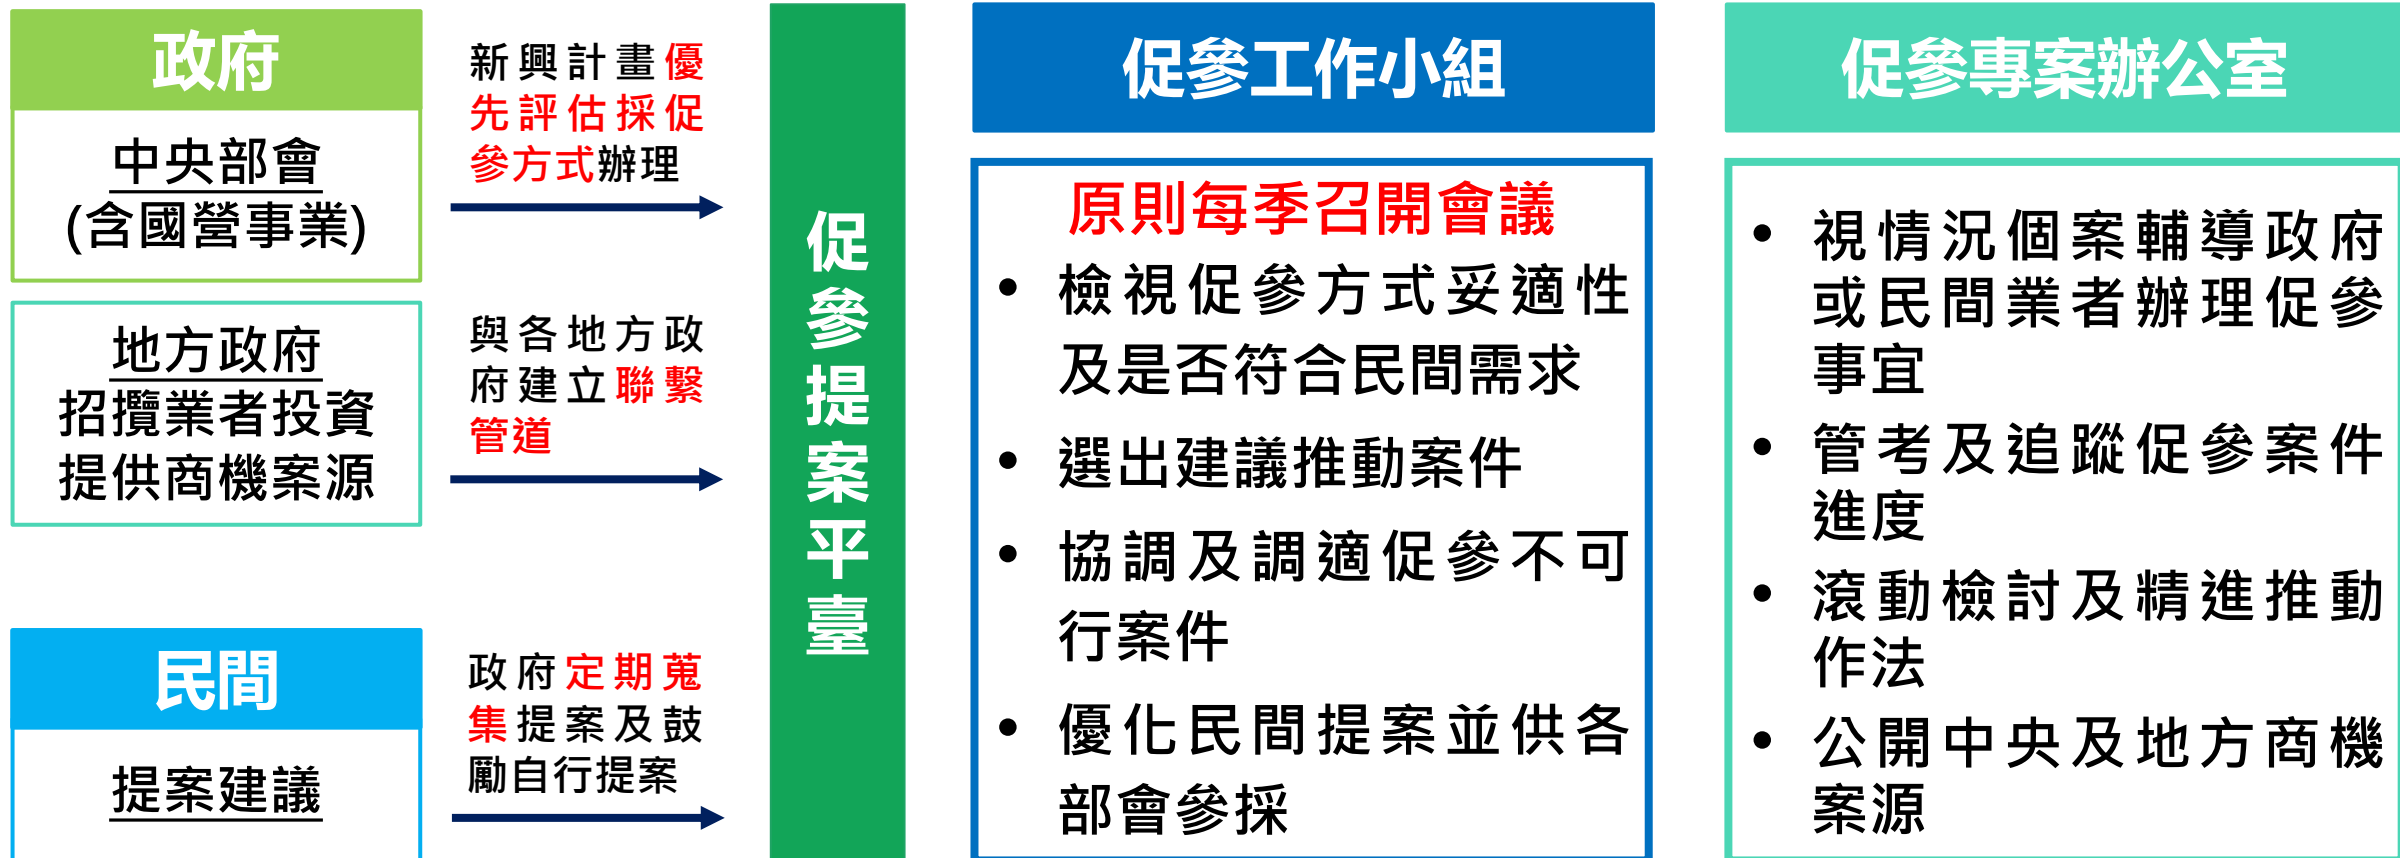 政府
中央部會
(含國營事業)
地方政府
招攬業者投資
提供商機案源
民間
提案建議
新興計畫優
先評估採促
參方式辦理
與各地方政
府建立聯繫
管道
政府定期蒐
集提案及鼓
勵自行提案
促參提案平臺
促參工作小組
原則每季召開會議
• 檢視促參方式妥適性
及是否符合民間需求
• 選出建議推動案件
• 協調及調適促參不可
行案件
• 優化民間提案並供各
部會參採
促參專案辦公室
• 視情況個案輔導政府
或民間業者辦理促參
事宜
• 管考及追蹤促參案件
進度
• 滾動檢討及精進推動
作法
• 公開中央及地方商機
案源